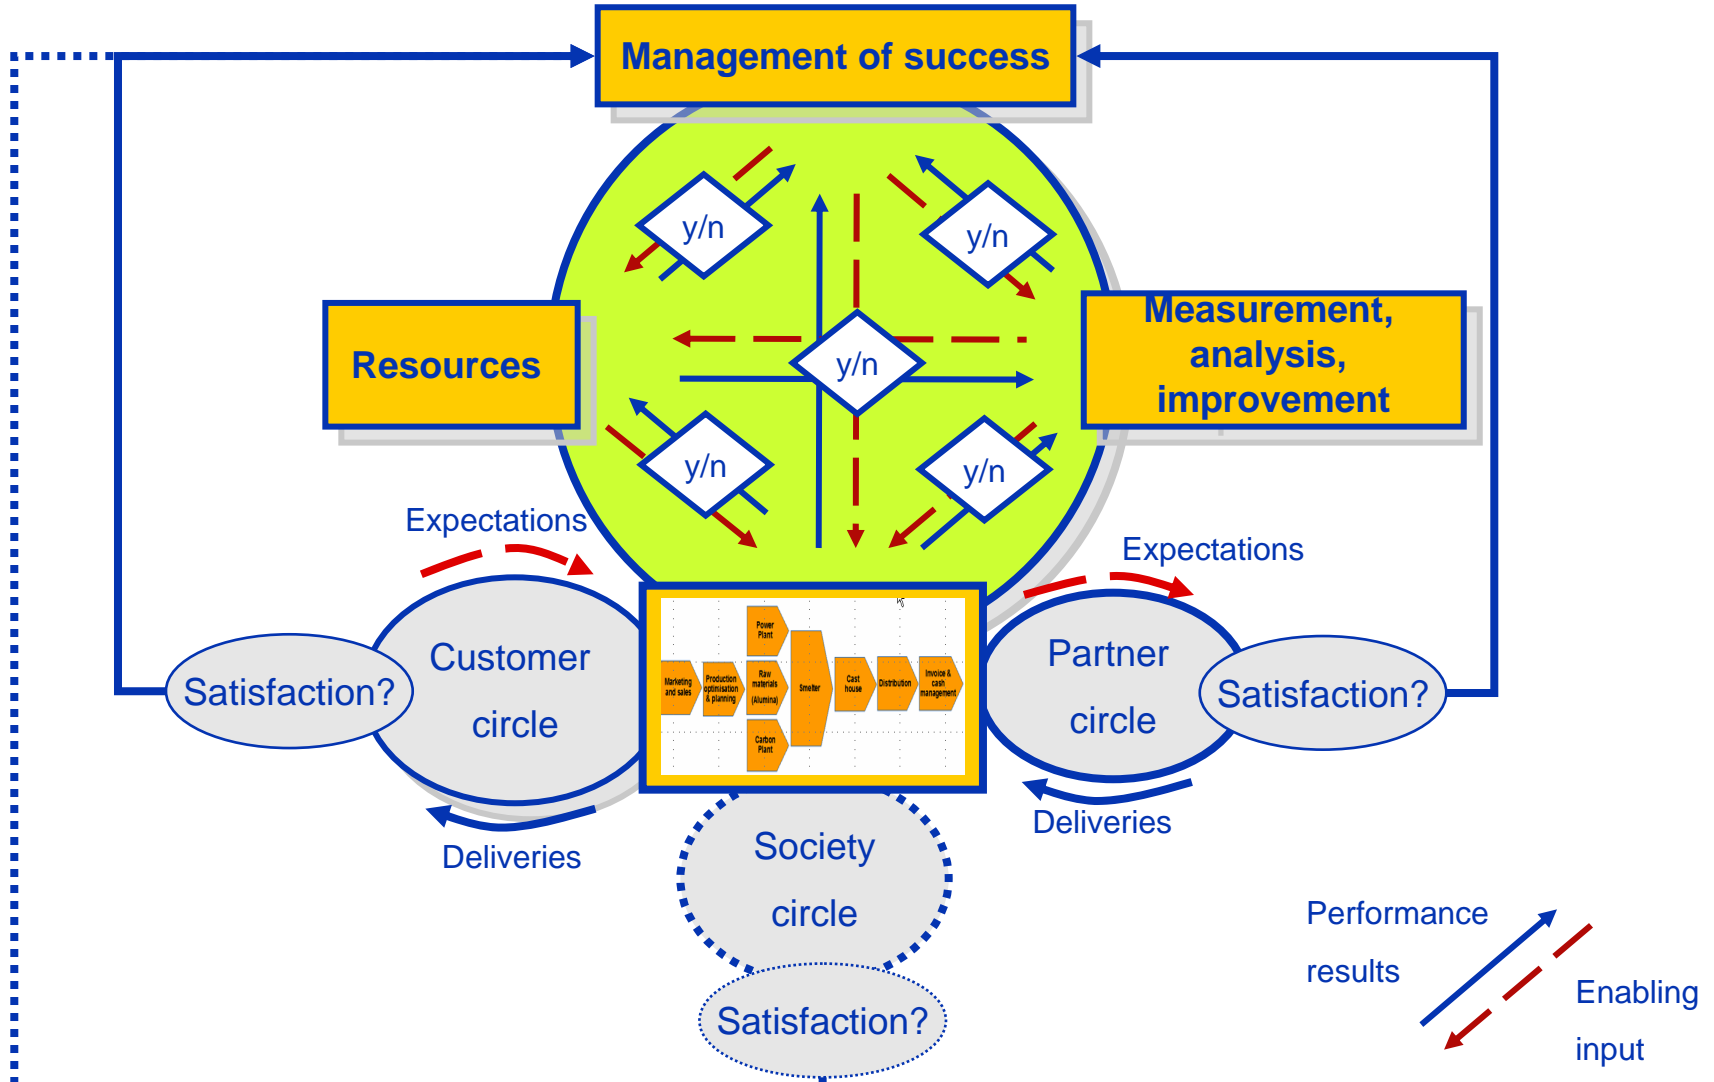 Management of success
y/n
y/n
Resources
y/n
Measurement,
analysis,
improvement
y/n
y/n
Expectations
Expectations
Customer
circle
Satisfaction?
Power
Plant
Marketing
and sales
Production
optimisation
& planning
Raw
materials
(Alumina)
Smelter
Cast
house
Distribution
Invoice &
cash
management
Carbon
Plant
Partner
circle
Satisfaction?
Deliveries
Deliveries
Society
circle
Satisfaction?
Performance
results
Enabling
input